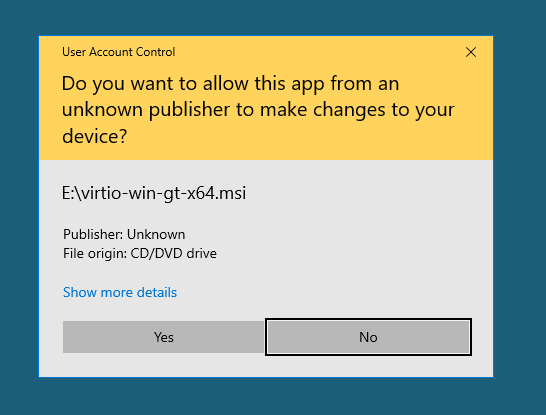 User Account Control
Do you want to allow this app from an
unknown publisher to make changes to your
device?
E:\virtio-win-gt-x64.msi
Publisher: Unknown
File origin: CD/DVD drive
Show more details
Yes
No